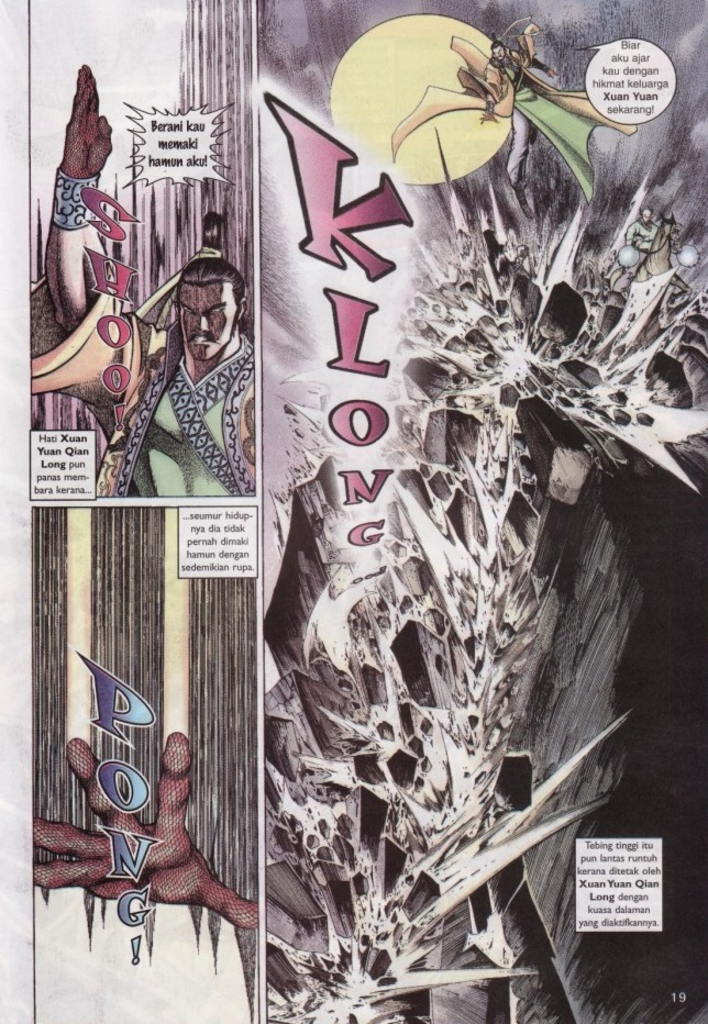 Berani kau
memaki
hamun aku!
SHOOO!
Hati Xuan
Yuan Qian
Long pun
panas mem-
bara kerana...
...seumur hidup-
nya dia tidak
pernah dimaki
hamun dengan
sedemikian rupa.
PONG!
KLONG...
Biar
aku ajar
kau dengan
hikmat keluarga
Xuan Yuan
sekarang!
Tebing tinggi itu
pun lantas runtuh
kerana ditetak oleh
Xuan Yuan Qian
Long dengan
kuasa dalaman
yang diaktifkannya.
19